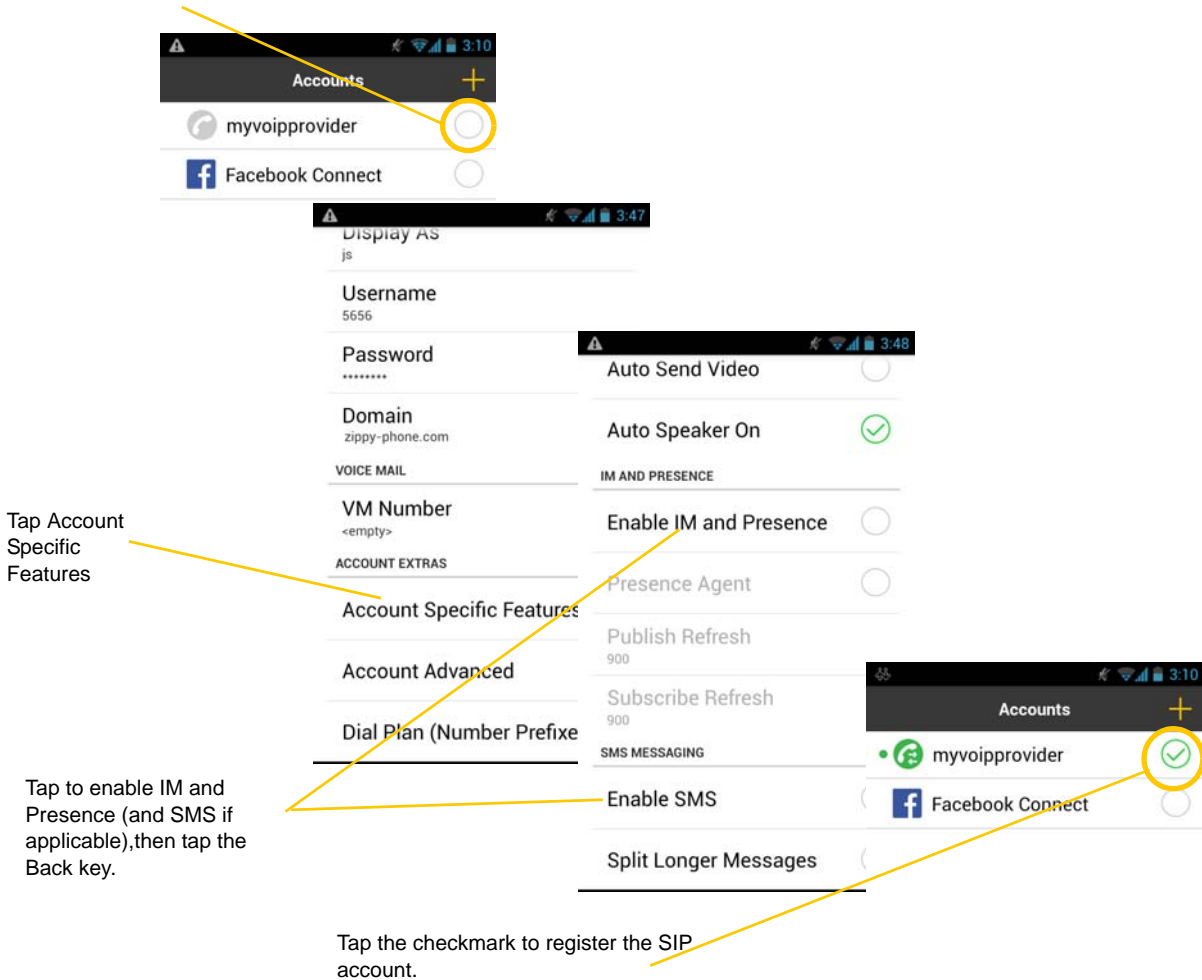 3:10
Accounts
myvoipprovider
Facebook Connect
3:47
Display As
js
Username
5656
Password
********
Domain
zippy-phone.com
VOICE MAIL
VM Number
<empty>
ACCOUNT EXTRAS
Account Specific Features
Account Advanced
Dial Plan (Number Prefixe
Tap Account
Specific
Features
3:48
Auto Send Video
Auto Speaker On
IM AND PRESENCE
Enable IM and Presence
Presence Agent
Publish Refresh
900
Subscribe Refresh
900
SMS MESSAGING
Enable SMS
Split Longer Messages
Tap to enable IM and
Presence (and SMS if
applicable),then tap the
Back key.
3:10
Accounts
myvoipprovider
Facebook Connect
Tap the checkmark to register the SIP
account.